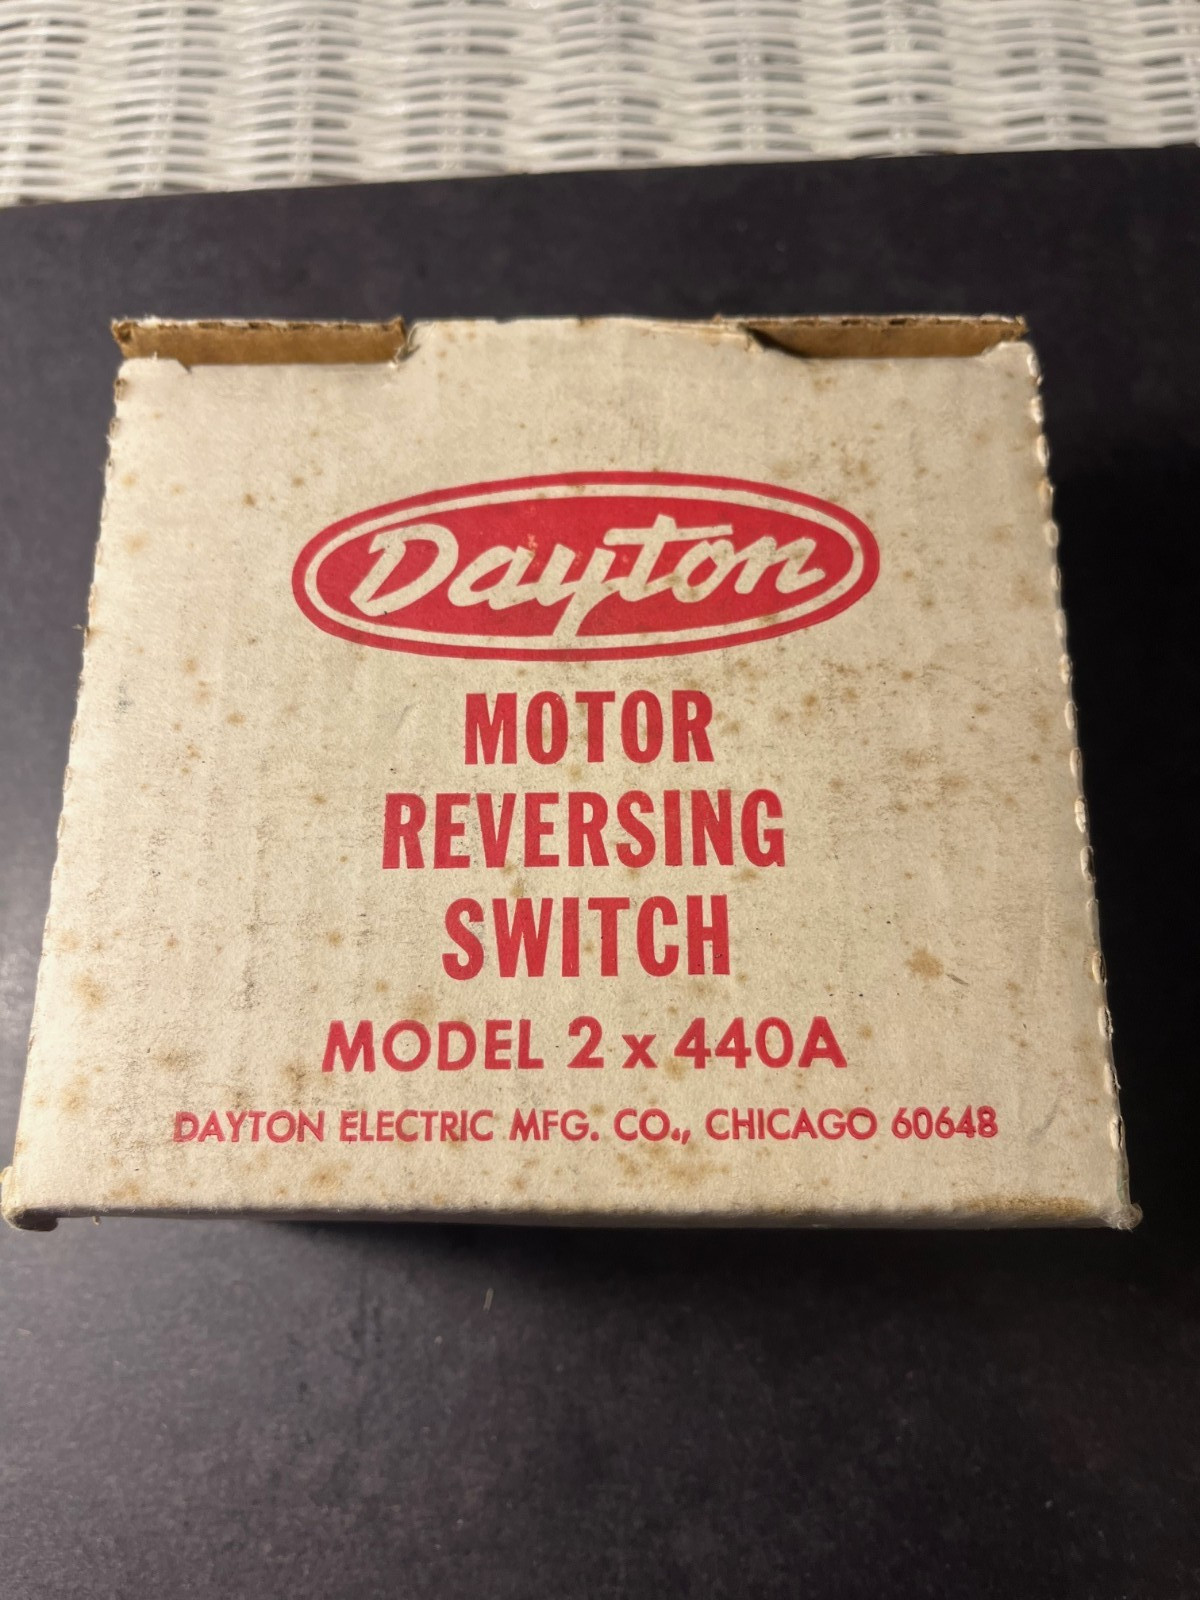 Dayton
MOTOR
REVERSING
SWITCH
MODEL 2 x 440A
DAYTON ELECTRIC MFG. CO., CHICAGO 60648